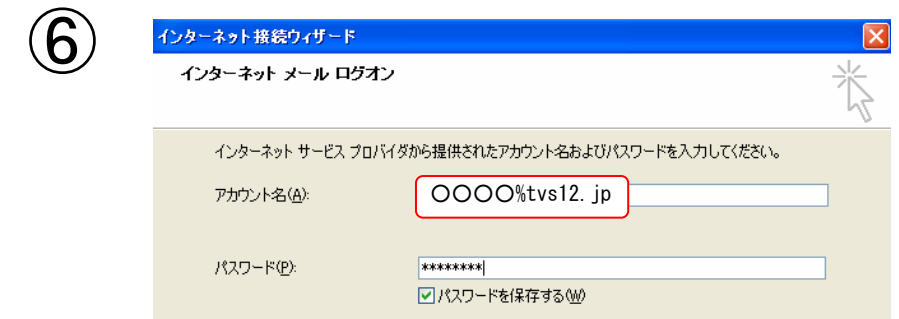 ⑥
インターネット接続ウィザード
インターネット メール ログオン
インターネット サービス プロバイダから提供されたアカウント名およびパスワードを入力してください。
アカウント名(A):
〇〇〇〇%tvs12.jp
パスワード(P):
********
パスワードを保存する(W)